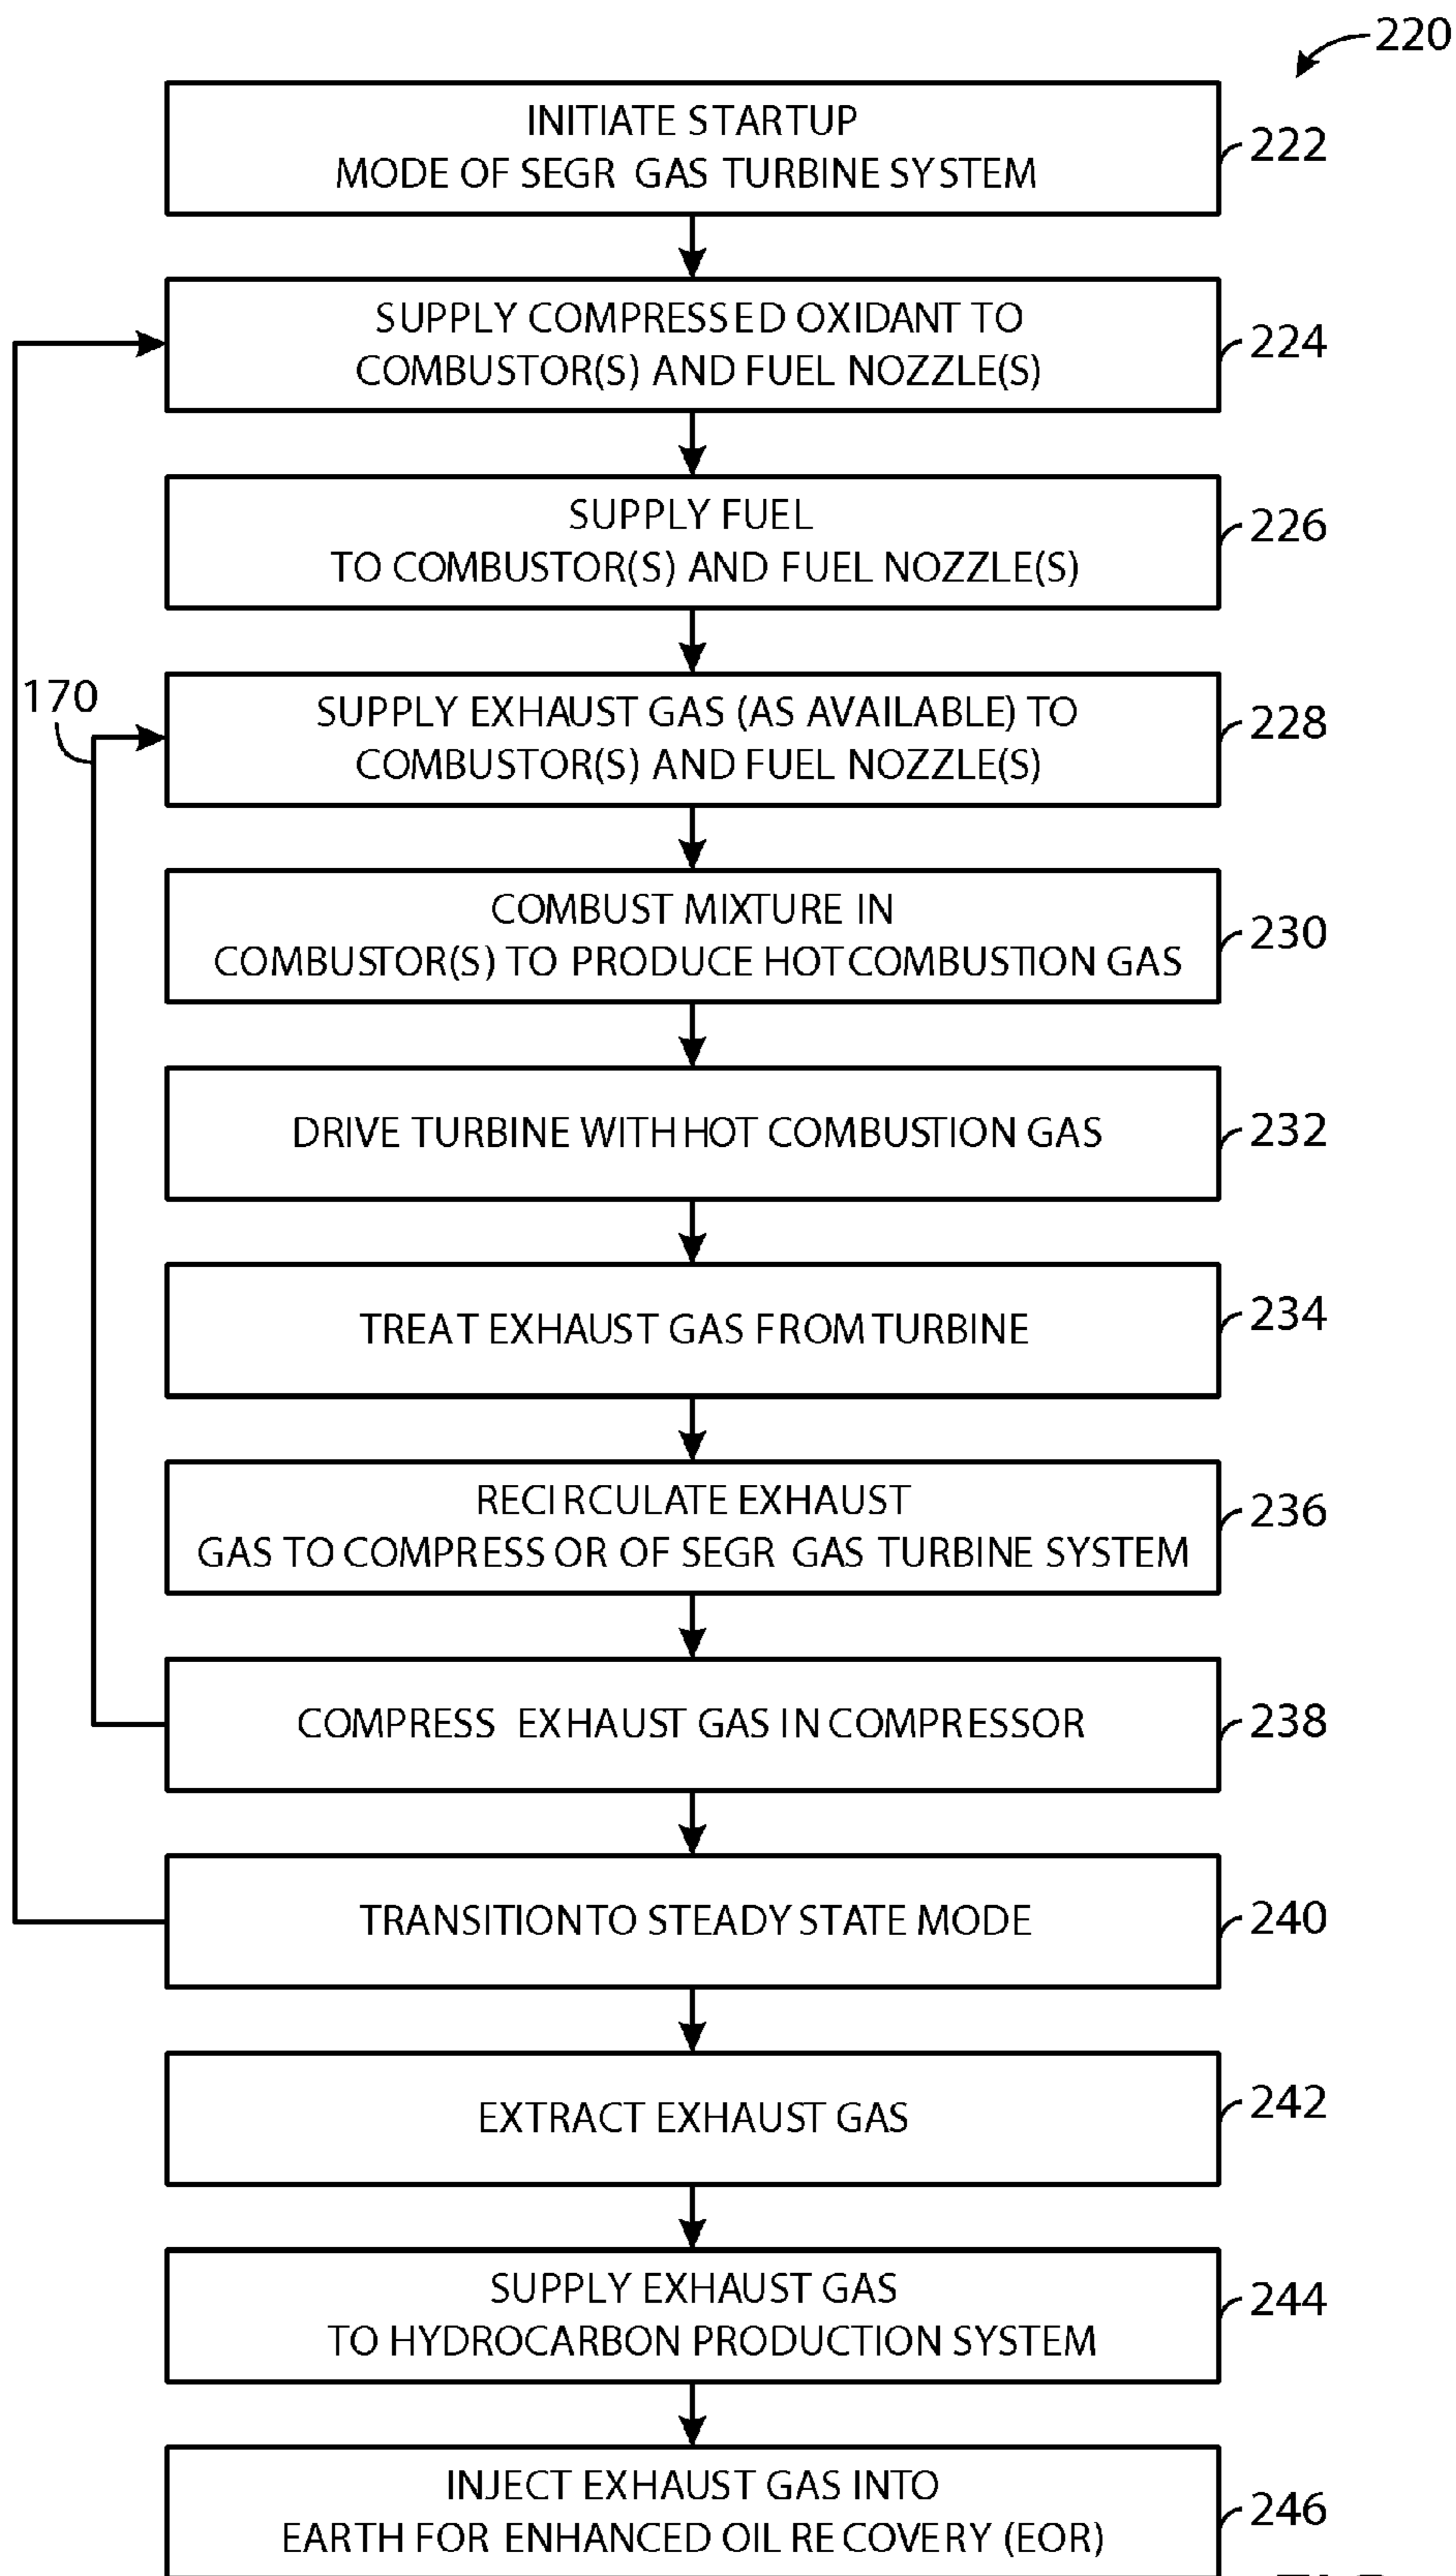 220
INITIATE STARTUP
MODE OF SEGR GAS TURBINE SYSTEM
222
SUPPLY COMPRESSED OXIDANT TO
COMBUSTOR(S) AND FUEL NOZZLE(S)
224
SUPPLY FUEL
TO COMBUSTOR(S) AND FUEL NOZZLE(S)
226
170
SUPPLY EXHAUST GAS (AS AVAILABLE) TO
COMBUSTOR(S) AND FUEL NOZZLE(S)
228
COMBUST MIXTURE IN
COMBUSTOR(S) TO PRODUCE HOT COMBUSTION GAS
230
DRIVE TURBINE WITH HOT COMBUSTION GAS
232
TREAT EXHAUST GAS FROM TURBINE
234
RECIRCULATE EXHAUST
GAS TO COMPRESSOR OF SEGR GAS TURBINE SYSTEM
236
COMPRESS EXHAUST GAS IN COMPRESSOR
238
TRANSITION TO STEADY STATE MODE
240
EXTRACT EXHAUST GAS
242
SUPPLY EXHAUST GAS
TO HYDROCARBON PRODUCTION SYSTEM
244
INJECT EXHAUST GAS INTO
EARTH FOR ENHANCED OIL RECOVERY (EOR)
246